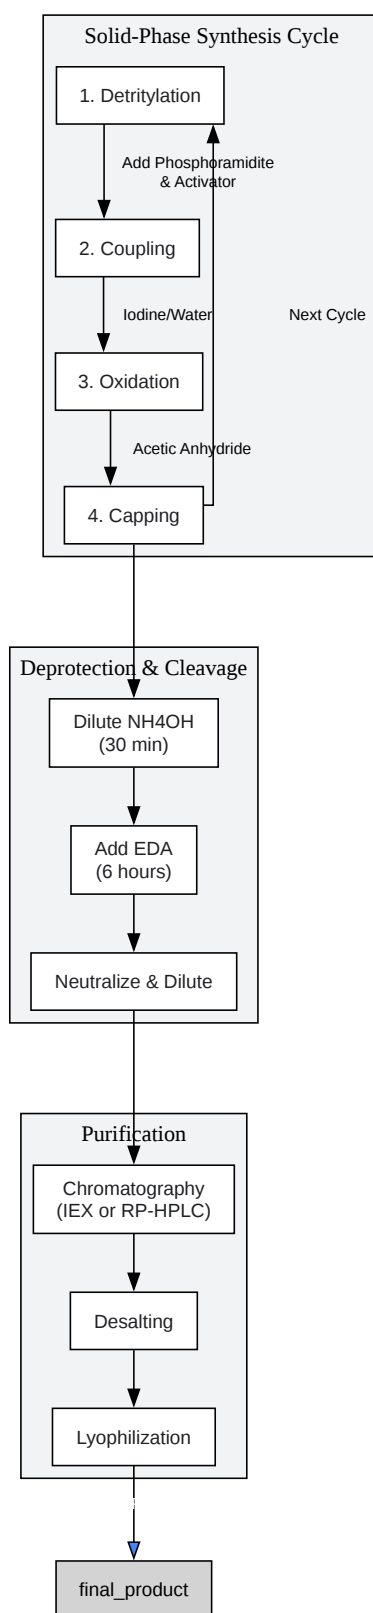 Solid-Phase Synthesis Cycle
1. Detritylation
Add Phosphoramidite
& Activator
2. Coupling
Iodine/Water
Next Cycle
3. Oxidation
Acetic Anhydride
4. Capping
Deprotection & Cleavage
Dilute NH4OH
(30 min)
Add EDA
(6 hours)
Neutralize & Dilute
Purification
Chromatography
(IEX or RP-HPLC)
Desalting
Lyophilization
final_product